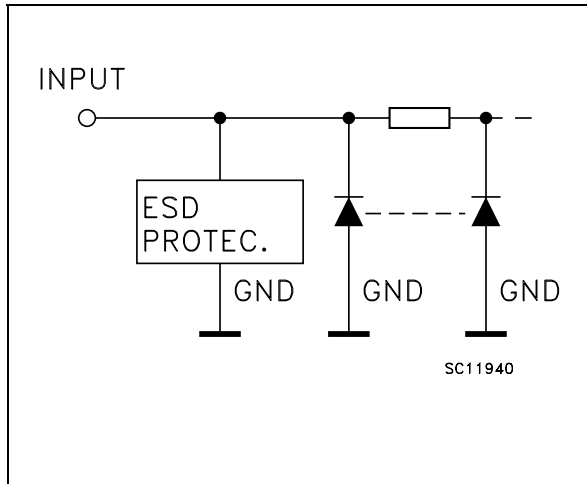 INPUT
ESD
PROTEC.
GND
GND
GND
SC11940